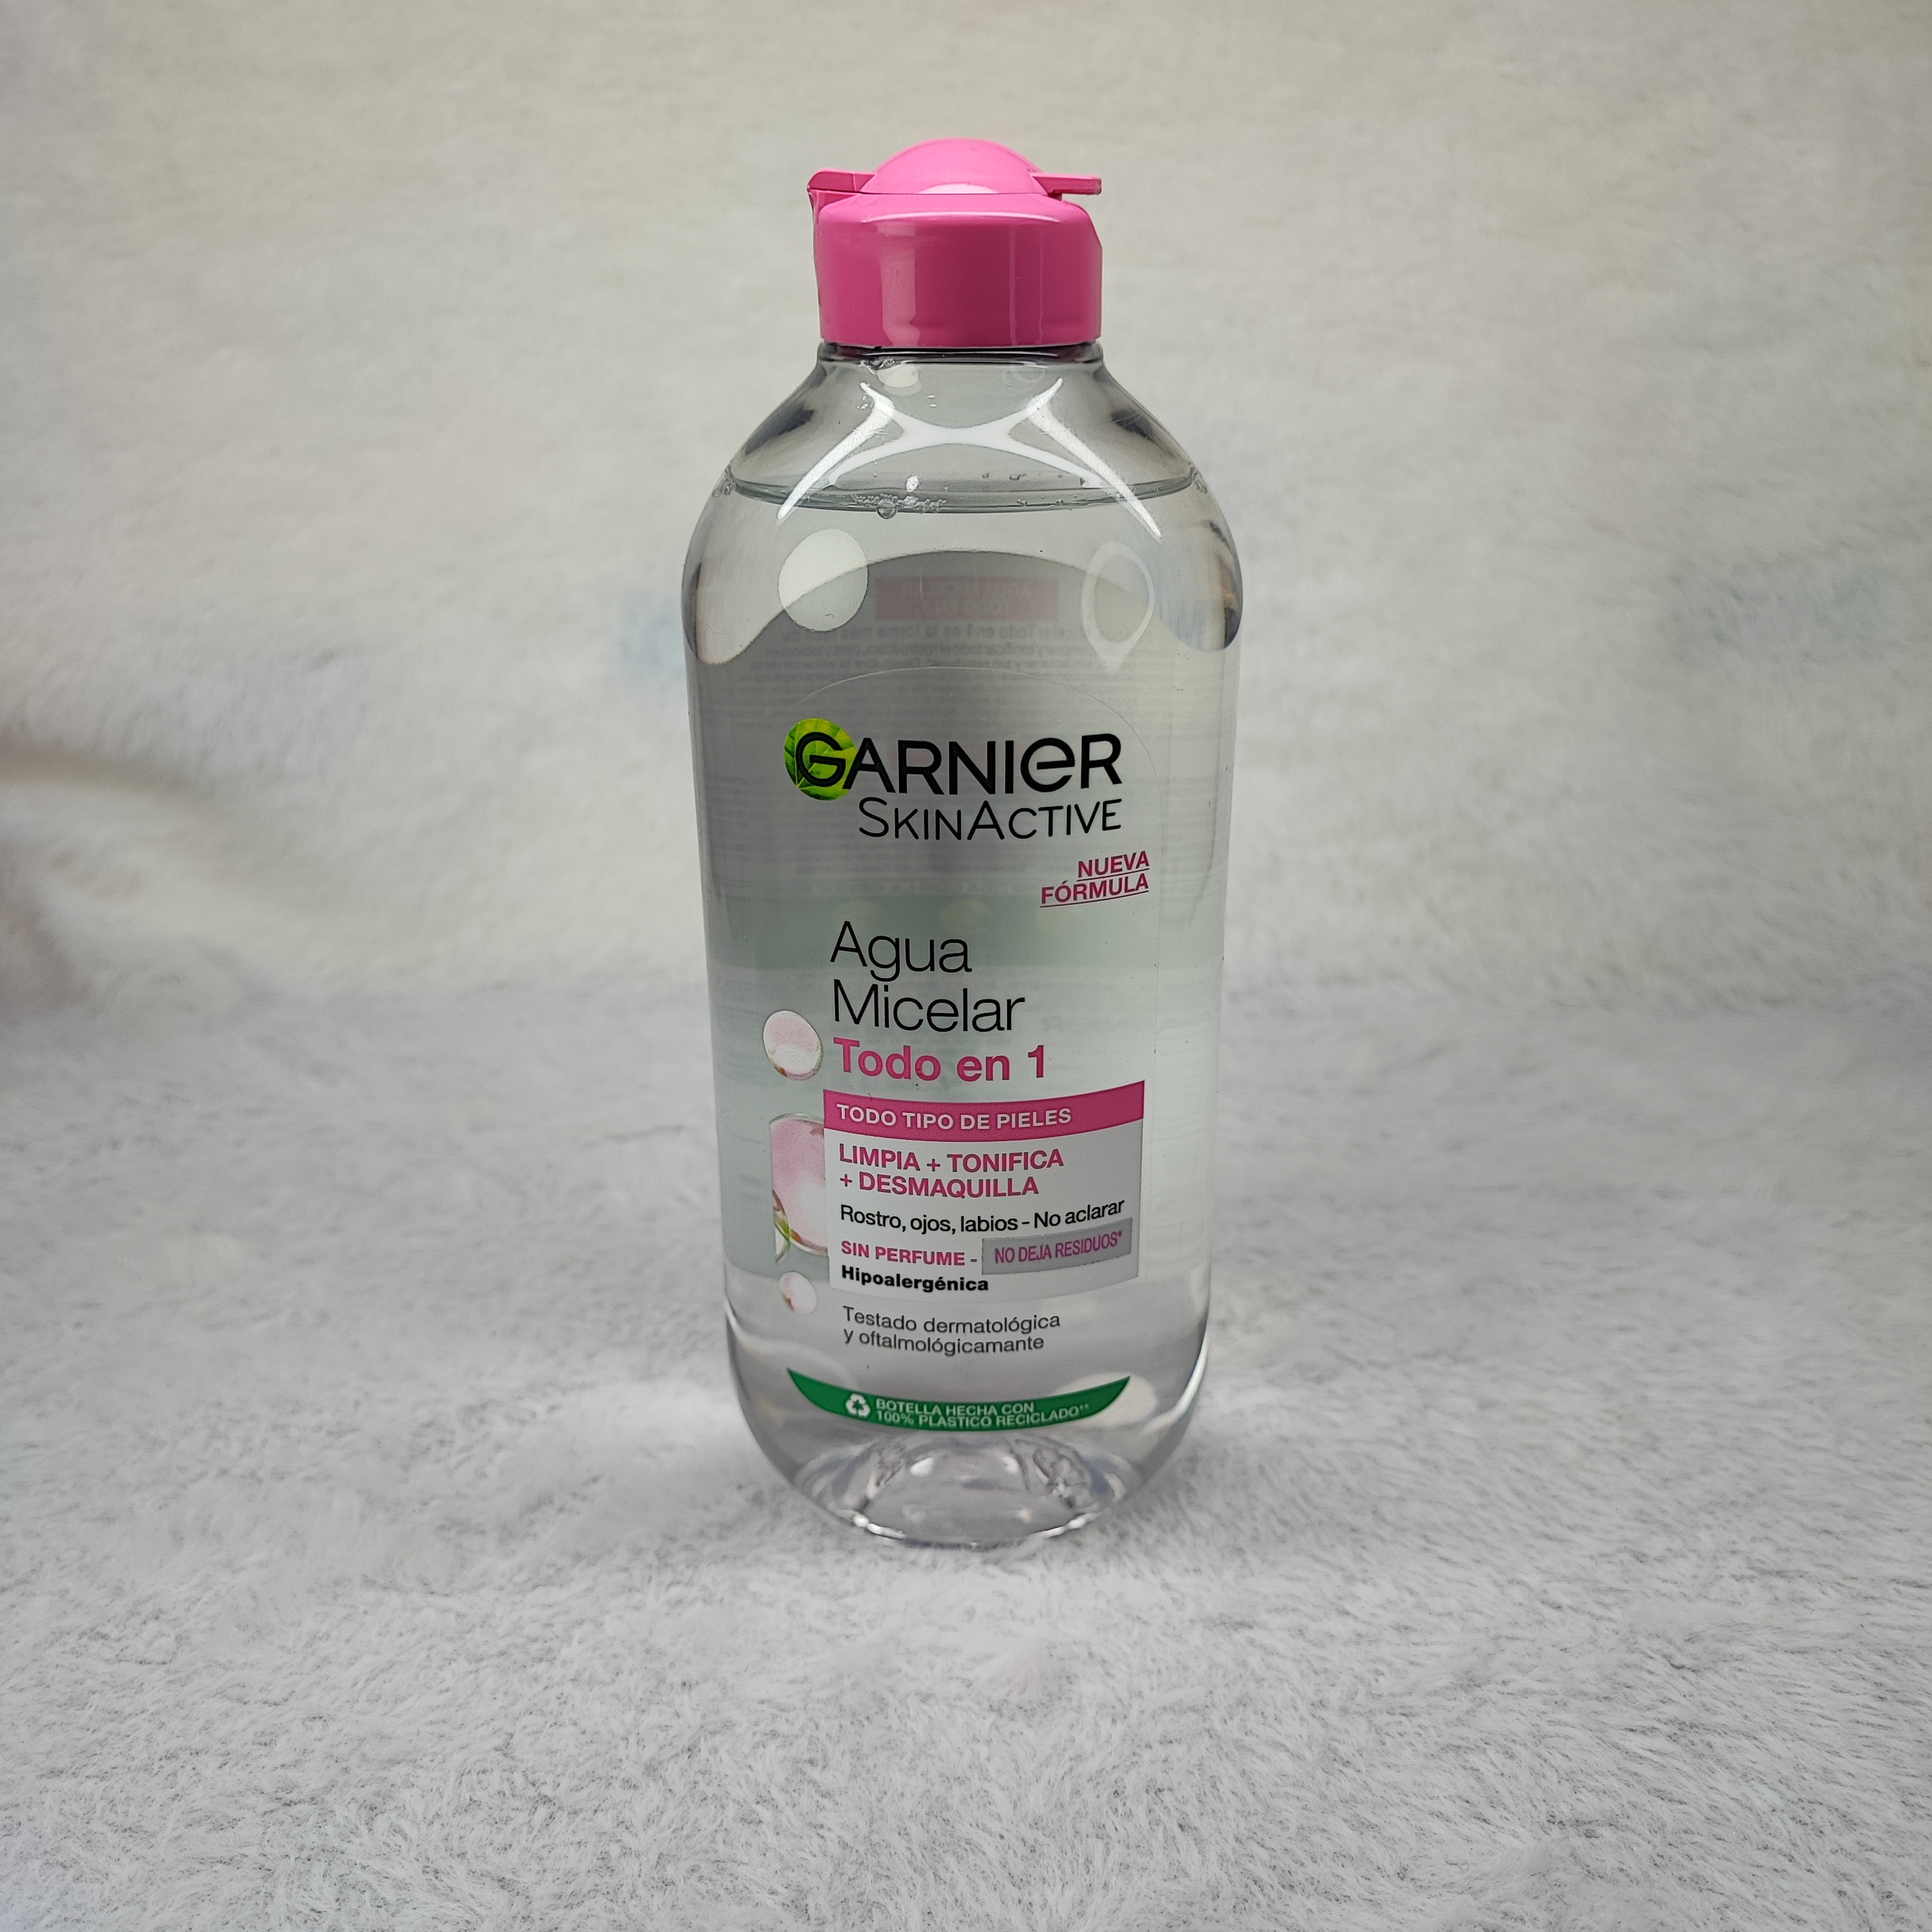 GARNIER
SKINACTIVE
NUEVA
FÓRMULA
Agua
Micelar
Todo en 1
TODO TIPO DE PIELES
LIMPIA + TONIFICA
+ DESMAQUILLA
Rostro, ojos, labios - No aclarar
SIN PERFUME - NO DEJA RESIDUOS*
Hipoalergénica
Testado dermatológica
y oftalmológicamante
BOTELLA HECHA CON
100% PLÁSTICO RECICLADO**